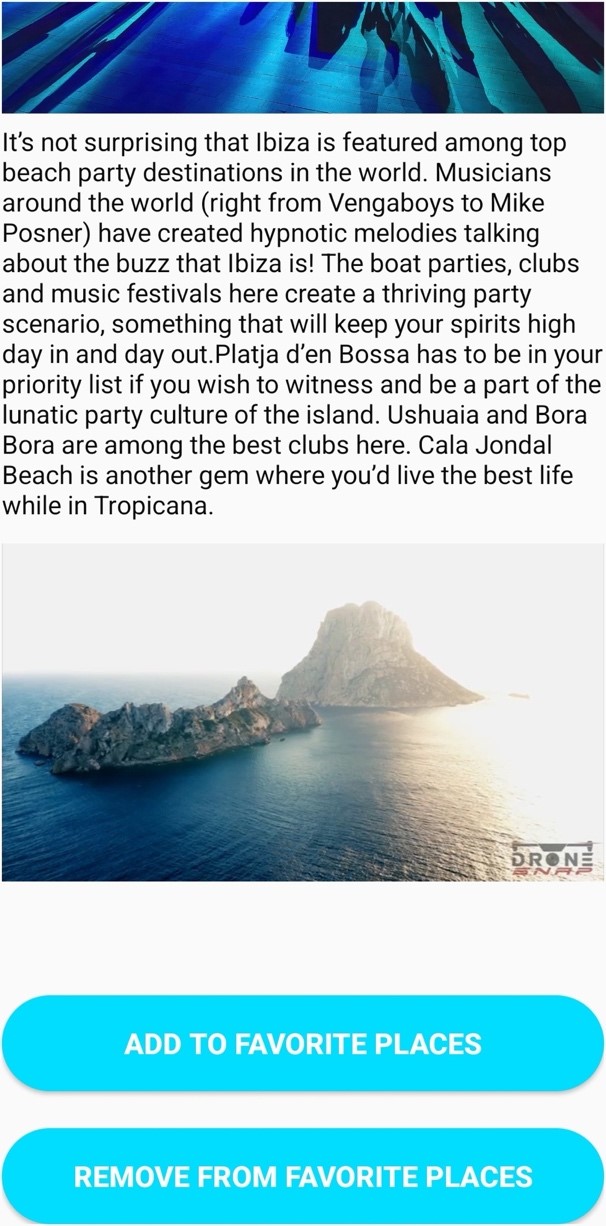 It’s not surprising that Ibiza is featured among top
beach party destinations in the world. Musicians
around the world (right from Vengaboys to Mike
Posner) have created hypnotic melodies talking
about the buzz that Ibiza is! The boat parties, clubs
and music festivals here create a thriving party
scenario, something that will keep your spirits high
day in and day out.Platja d’en Bossa has to be in your
priority list if you wish to witness and be a part of the
lunatic party culture of the island. Ushuaia and Bora
Bora are among the best clubs here. Cala Jondal
Beach is another gem where you’d live the best life
while in Tropicana.
DRONE
SNAP
ADD TO FAVORITE PLACES
REMOVE FROM FAVORITE PLACES